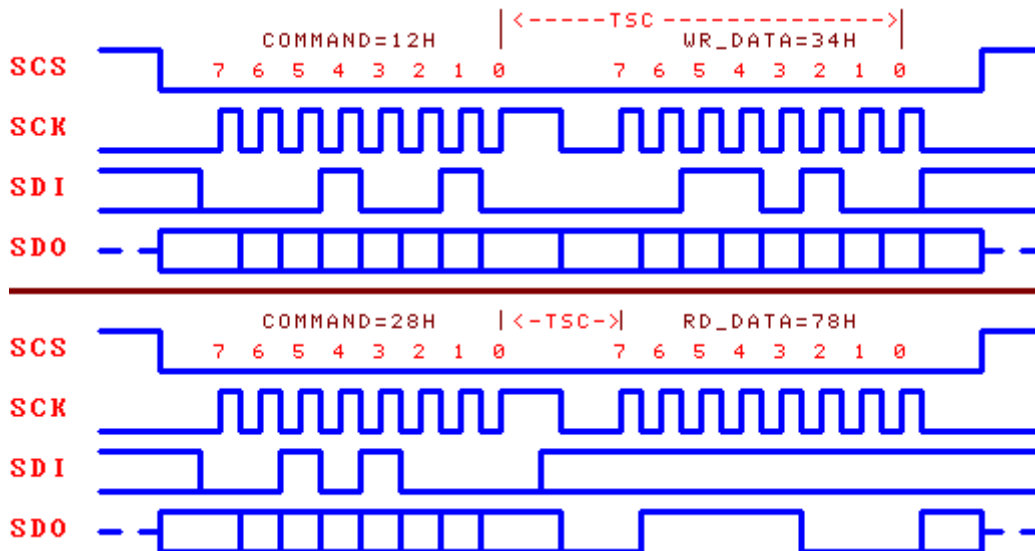 |<-----TSC ------------->|
COMMAND=12H WR_DATA=34H
SCS 7 6 5 4 3 2 1 0 7 6 5 4 3 2 1 0
SCK
SDI
SDO
COMMAND=28H |<-TSC->| RD_DATA=78H
SCS 7 6 5 4 3 2 1 0 7 6 5 4 3 2 1 0
SCK
SDI
SDO